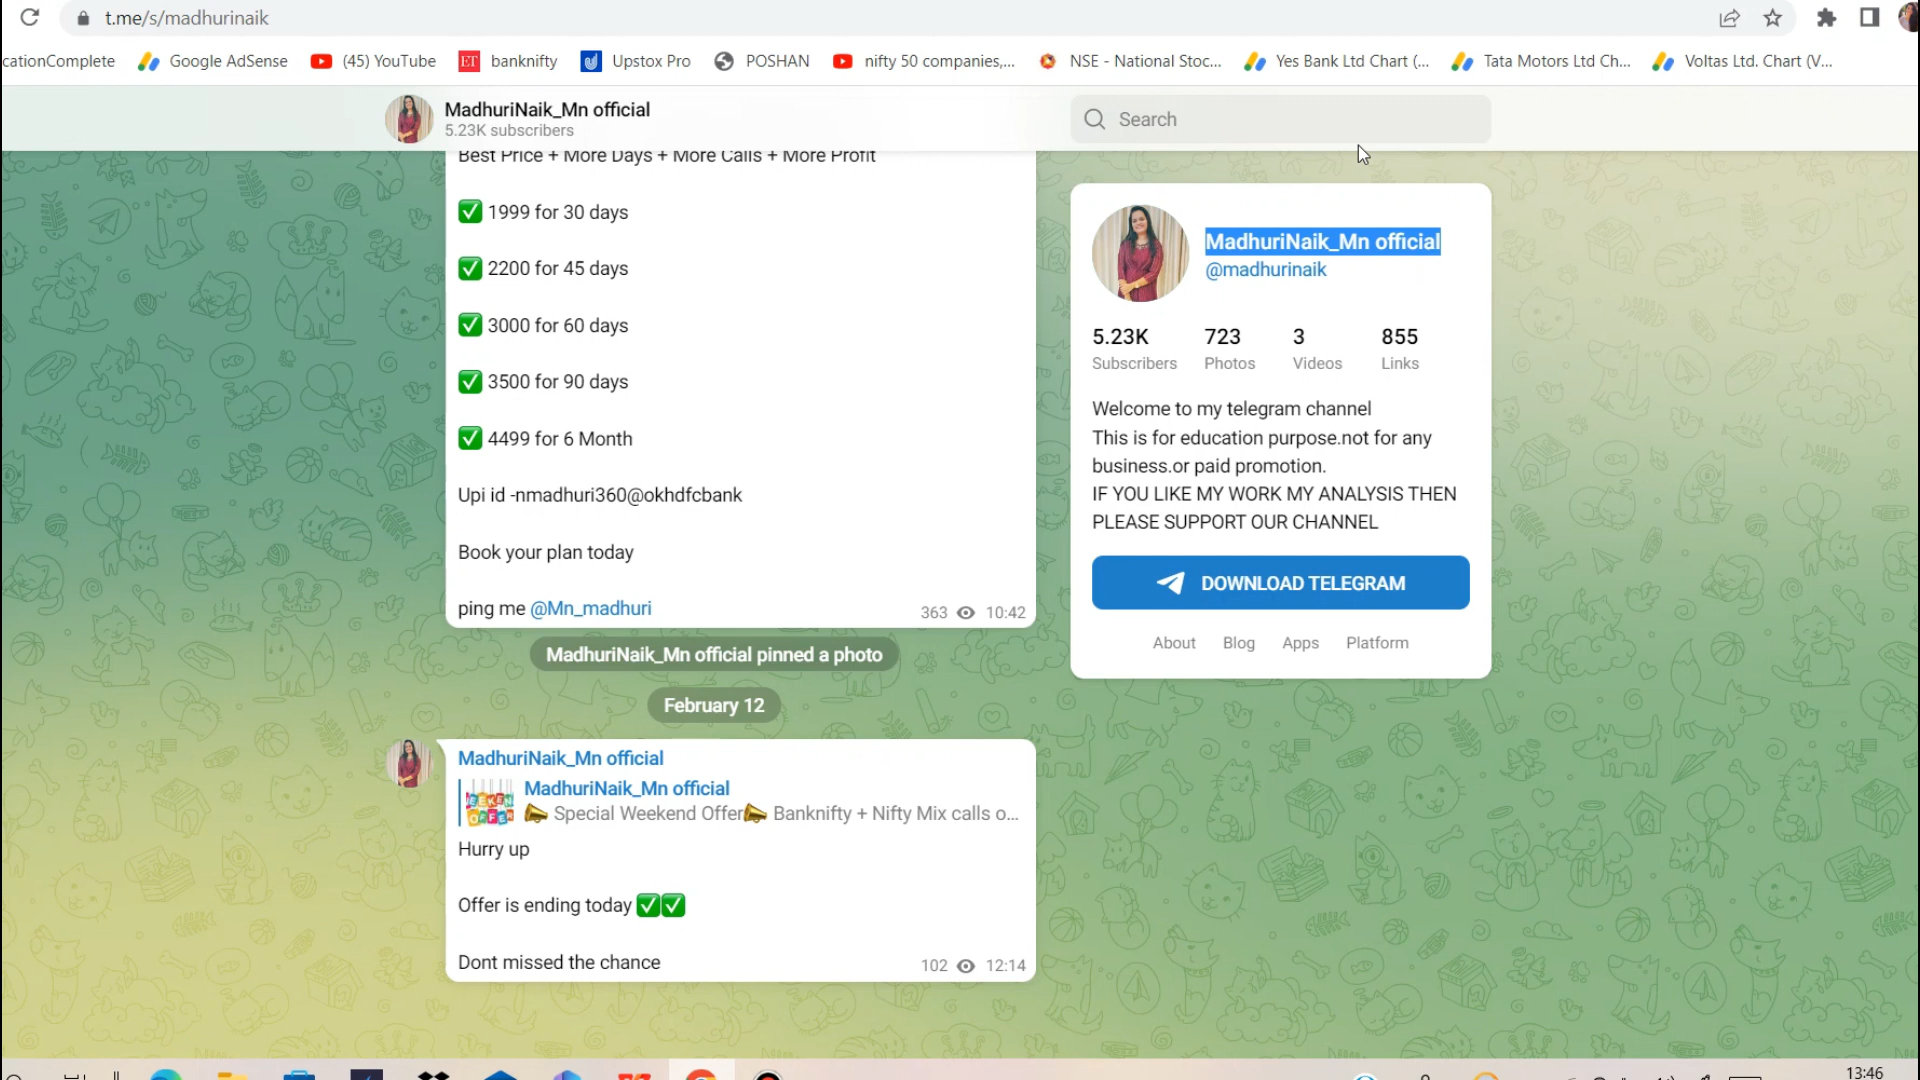 t.me/s/madhurinaik
cationComplete
Google AdSense
(45) YouTube
ET
banknifty
Upstox Pro
POSHAN
nifty 50 companies,...
NSE - National Stoc...
Yes Bank Ltd Chart (...
Tata Motors Ltd Ch...
Voltas Ltd. Chart (V...
MadhuriNaik_Mn official
5.23K subscribers
Search
Best Price + More Days + More Calls + More Profit
✅ 1999 for 30 days
✅ 2200 for 45 days
✅ 3000 for 60 days
✅ 3500 for 90 days
✅ 4499 for 6 Month
Upi id -nmadhuri360@okhdfcbank
Book your plan today
ping me @Mn_madhuri
363 10:42
MadhuriNaik_Mn official pinned a photo
February 12
MadhuriNaik_Mn official
MadhuriNaik_Mn official
Special Weekend Offer Banknifty + Nifty Mix calls o...
Hurry up
Offer is ending today ✅✅
Dont missed the chance
102 12:14
MadhuriNaik_Mn official
@madhurinaik
5.23K 723 3 855
Subscribers Photos Videos Links
Welcome to my telegram channel
This is for education purpose.not for any
business.or paid promotion.
IF YOU LIKE MY WORK MY ANALYSIS THEN
PLEASE SUPPORT OUR CHANNEL
DOWNLOAD TELEGRAM
About Blog Apps Platform
13:46